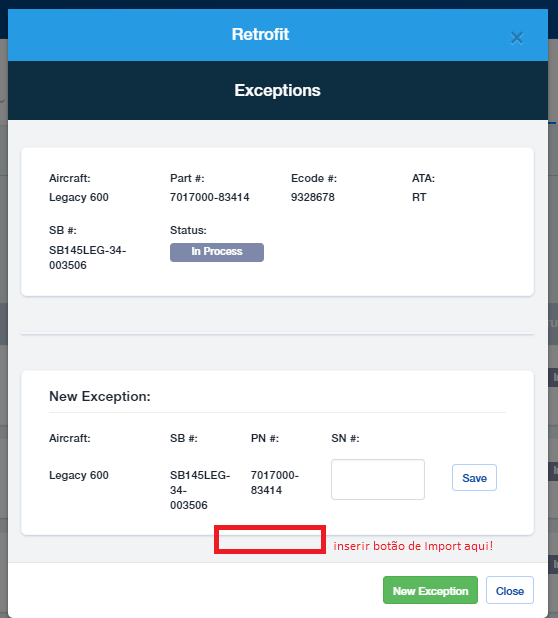 Retrofit
Exceptions
Aircraft: Part #: Ecode #: ATA:
Legacy 600 7017000-83414 9328678 RT
SB #: Status:
SB145LEG-34-
003506
In Process
New Exception:
Aircraft: SB #: PN #: SN #:
Legacy 600
SB145LEG-
34-
003506
7017000-
83414
Save
inserir botão de Import aqui!
New Exception Close